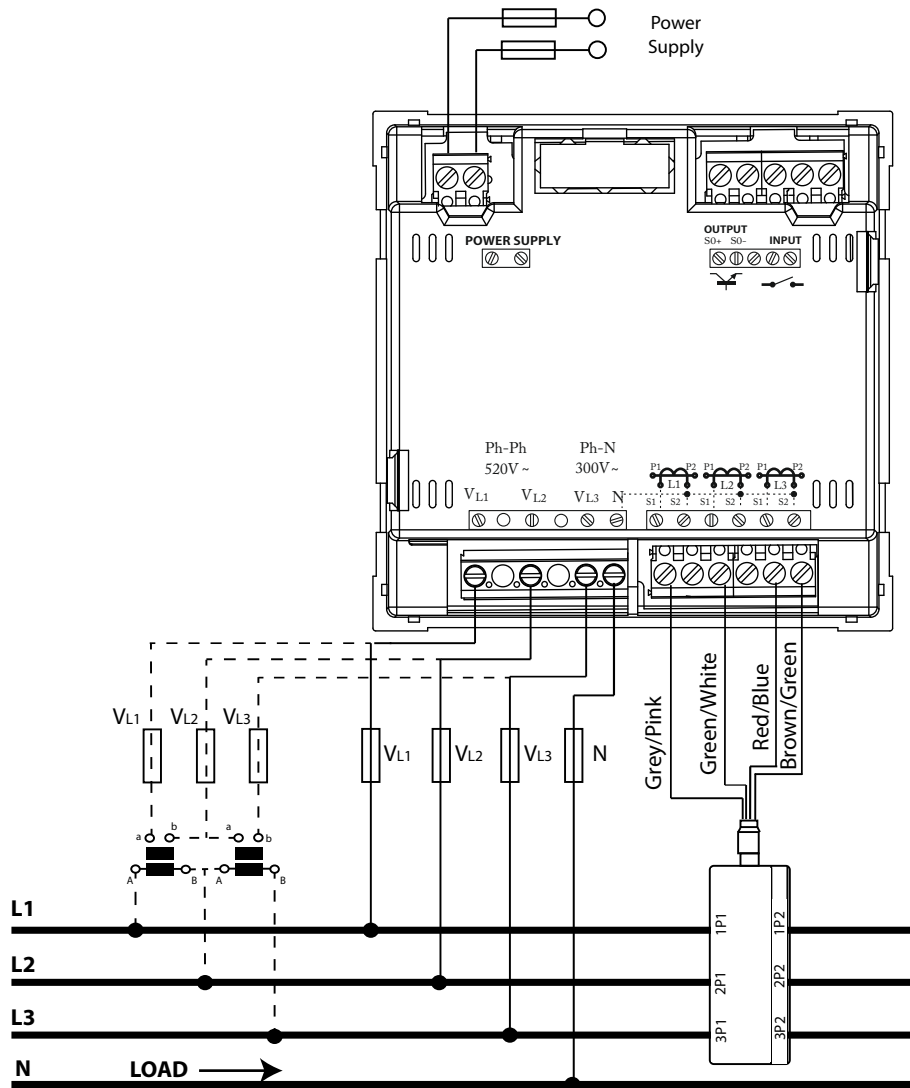 Power
Supply
POWER SUPPLY
OUTPUT
S0+ S0- INPUT
Ph-Ph
520V ~
Ph-N
300V~
P1 P2 P1 P2 P1 P2
L1 L2 L3
VL1 VL2 VL3 N
S1 S2 S1 S2 S1 S2
VL1
VL2
VL3
VL1
VL2
VL3
N
Grey/Pink
Green/White
Red/Blue
Brown/Green
a b a b
A B A B
L1
1P1 1P2
L2
2P1 2P2
L3
3P1 3P2
N LOAD